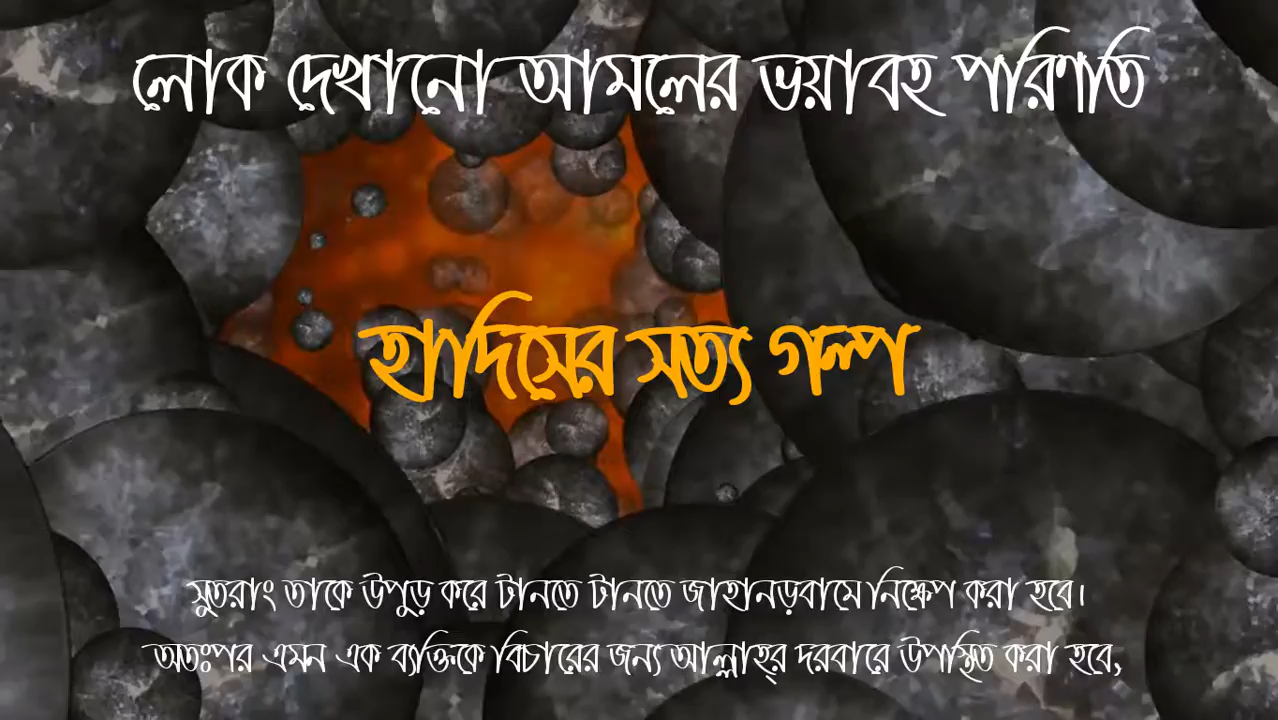 লোক দেখানো আমলের ভয়াবহ পরিণতি
হাদিসের সত্য গল্প
সুতরাং তাকে উপুড় করে টানতে টানতে জাহানড়বামে নিক্ষেপ করা হবে।
অতঃপর এমন এক ব্যক্তিকে বিচারের জন্য আল্লাহ্র দরবারে উপস্থিত করা হবে,